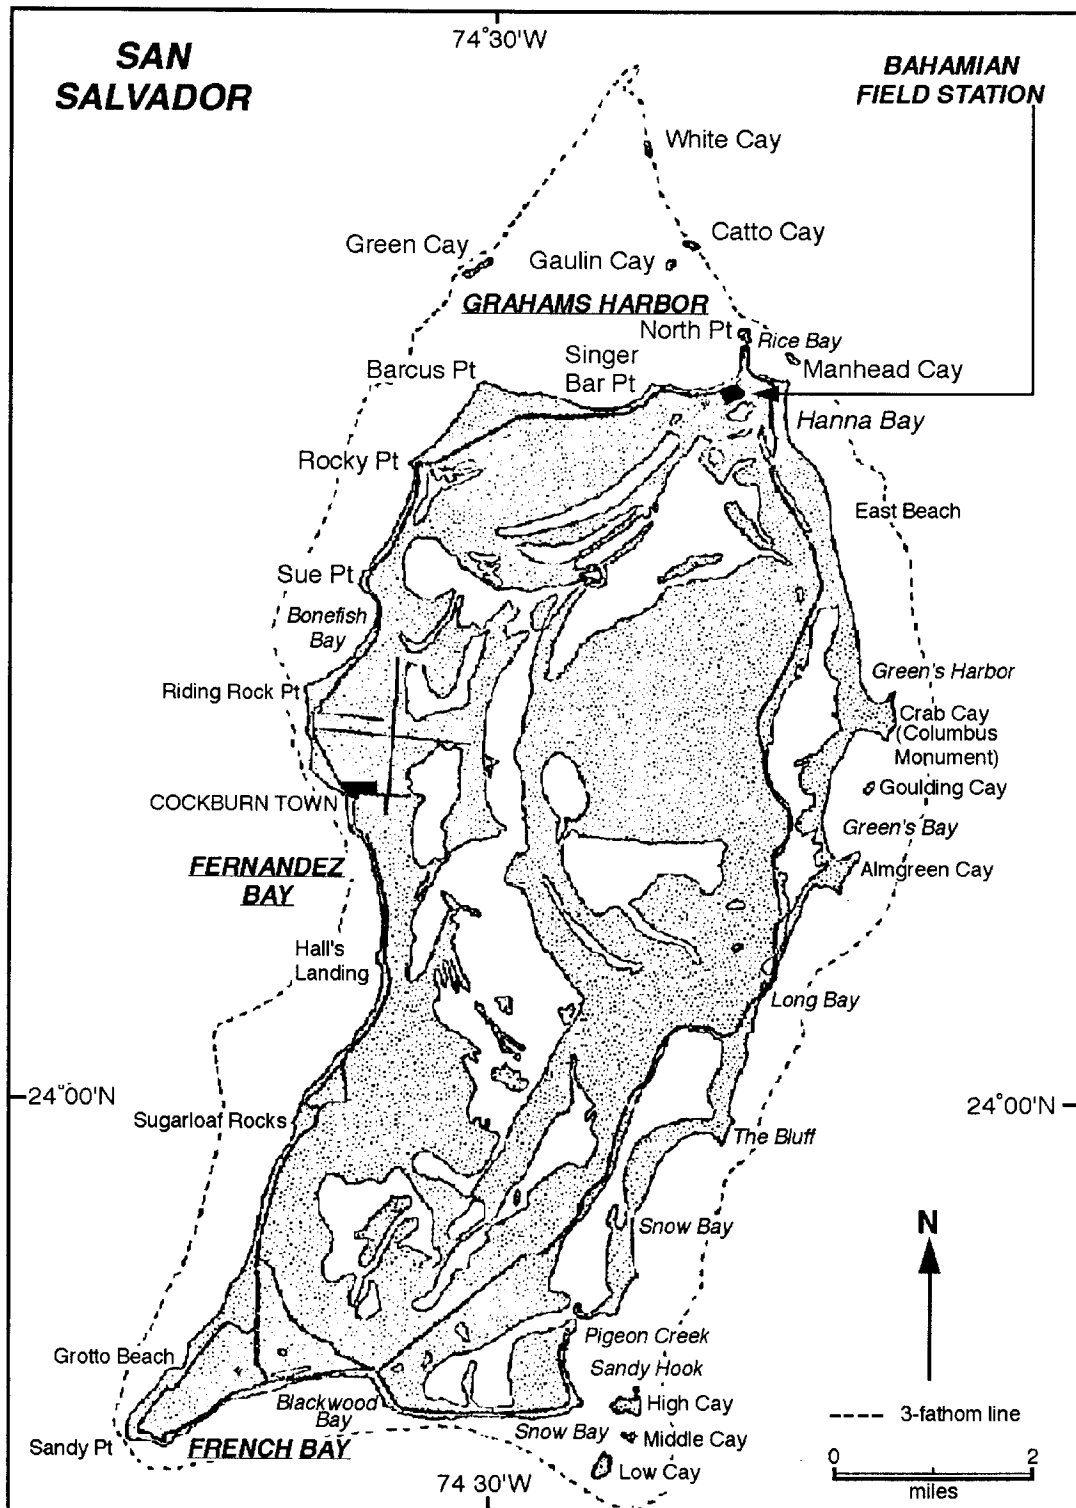 74°30'W
SAN
SALVADOR
BAHAMIAN
FIELD STATION
White Cay
Catto Cay
Green Cay
Gaulin Cay
GRAHAMS HARBOR
North Pt
Rice Bay
Singer
Bar Pt
Barcus Pt
Manhead Cay
Hanna Bay
Rocky Pt
East Beach
Sue Pt
Bonefish
Bay
Green's Harbor
Riding Rock Pt
Crab Cay
(Columbus
Monument)
Goulding Cay
COCKBURN TOWN
Green's Bay
FERNANDEZ
BAY
Almgreen Cay
Hall's
Landing
Long Bay
24°00'N
24°00'N
Sugarloaf Rocks
The Bluff
Snow Bay
N
Pigeon Creek
Grotto Beach
Sandy Hook
High Cay
Blackwood
Bay
3-fathom line
Snow Bay
Middle Cay
Sandy Pt
FRENCH BAY
Low Cay
0 2
miles
74 30'W